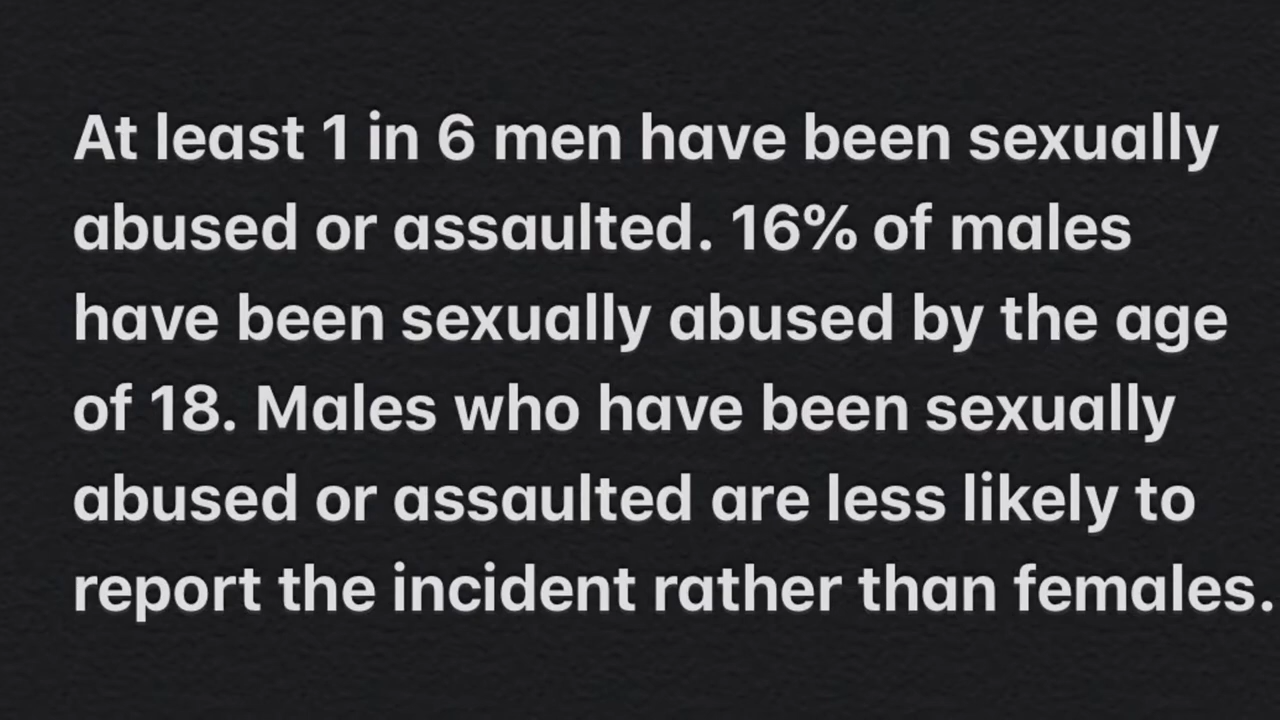 At least 1 in 6 men have been sexually
abused or assaulted. 16% of males
have been sexually abused by the age
of 18. Males who have been sexually
abused or assaulted are less likely to
report the incident rather than females.